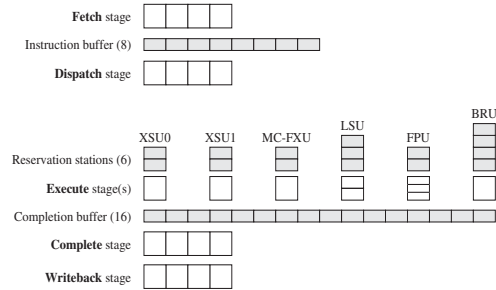 Fetch stage
Instruction buffer (8)
Dispatch stage
BRU
LSU
XSU0 XSU1 MC-FXU FPU
Reservation stations (6)
Execute stage(s)
Completion buffer (16)
Complete stage
Writeback stage